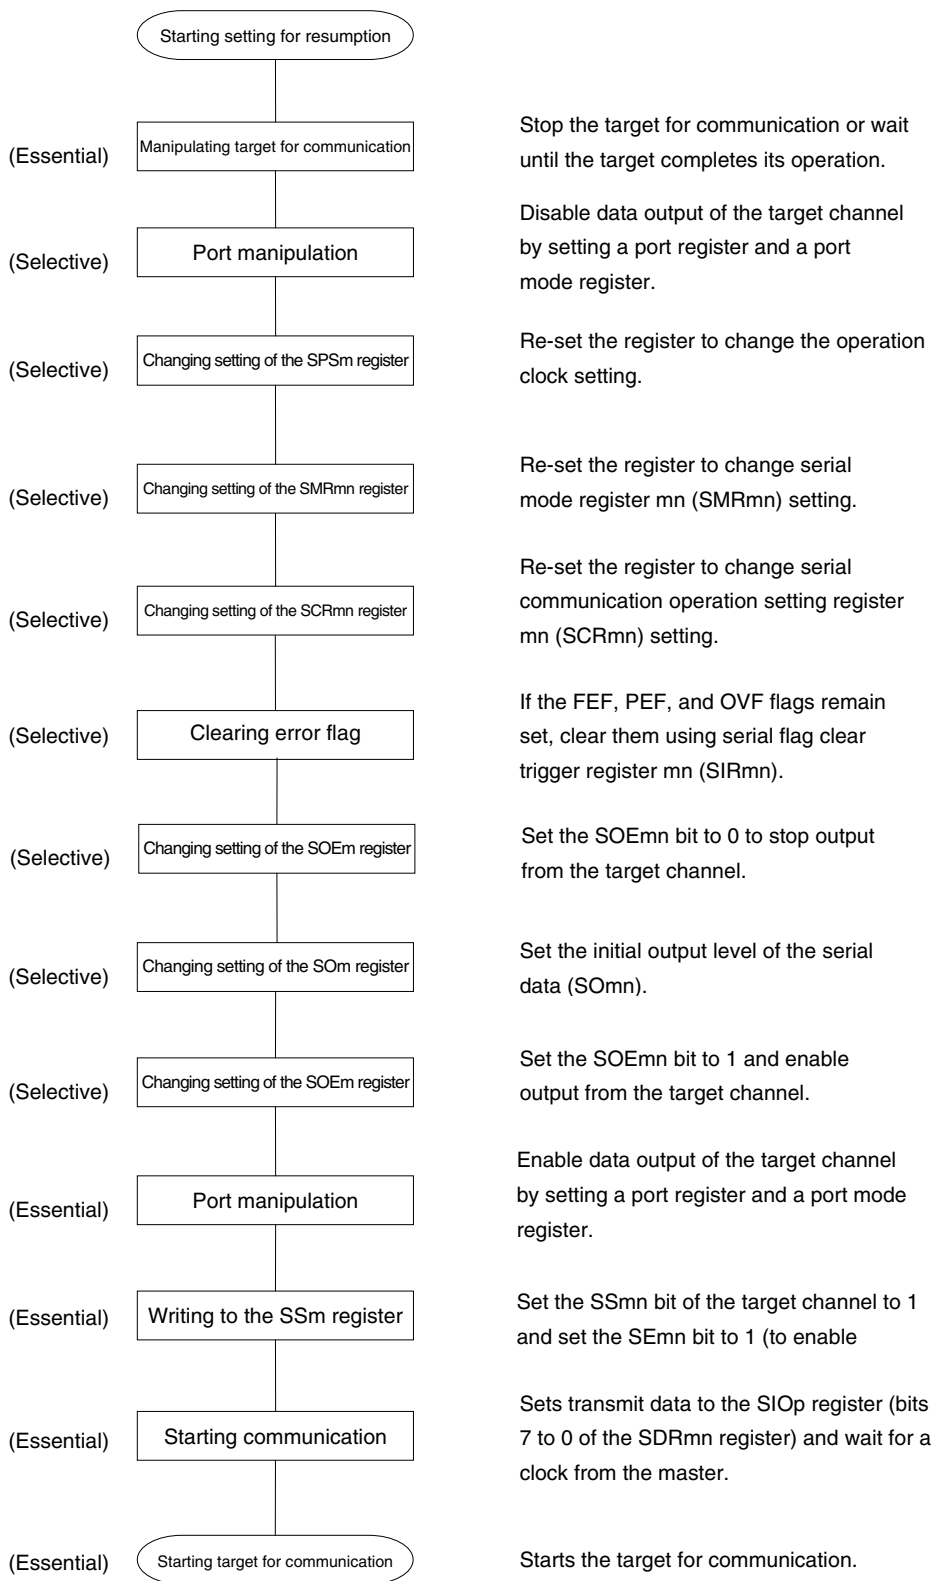 Starting setting for resumption
(Essential)
Manipulating target for communication
Stop the target for communication or wait
until the target completes its operation.
(Selective)
Port manipulation
Disable data output of the target channel
by setting a port register and a port
mode register.
(Selective)
Changing setting of the SPSm register
Re-set the register to change the operation
clock setting.
(Selective)
Changing setting of the SMRmn register
Re-set the register to change serial
mode register mn (SMRmn) setting.
(Selective)
Changing setting of the SCRmn register
Re-set the register to change serial
communication operation setting register
mn (SCRmn) setting.
(Selective)
Clearing error flag
If the FEF, PEF, and OVF flags remain
set, clear them using serial flag clear
trigger register mn (SIRmn).
(Selective)
Changing setting of the SOEm register
Set the SOEmn bit to 0 to stop output
from the target channel.
(Selective)
Changing setting of the SOm register
Set the initial output level of the serial
data (SOmn).
(Selective)
Changing setting of the SOEm register
Set the SOEmn bit to 1 and enable
output from the target channel.
(Essential)
Port manipulation
Enable data output of the target channel
by setting a port register and a port mode
register.
(Essential)
Writing to the SSm register
Set the SSmn bit of the target channel to 1
and set the SEmn bit to 1 (to enable
(Essential)
Starting communication
Sets transmit data to the SIOp register (bits
7 to 0 of the SDRmn register) and wait for a
clock from the master.
(Essential)
Starting target for communication
Starts the target for communication.